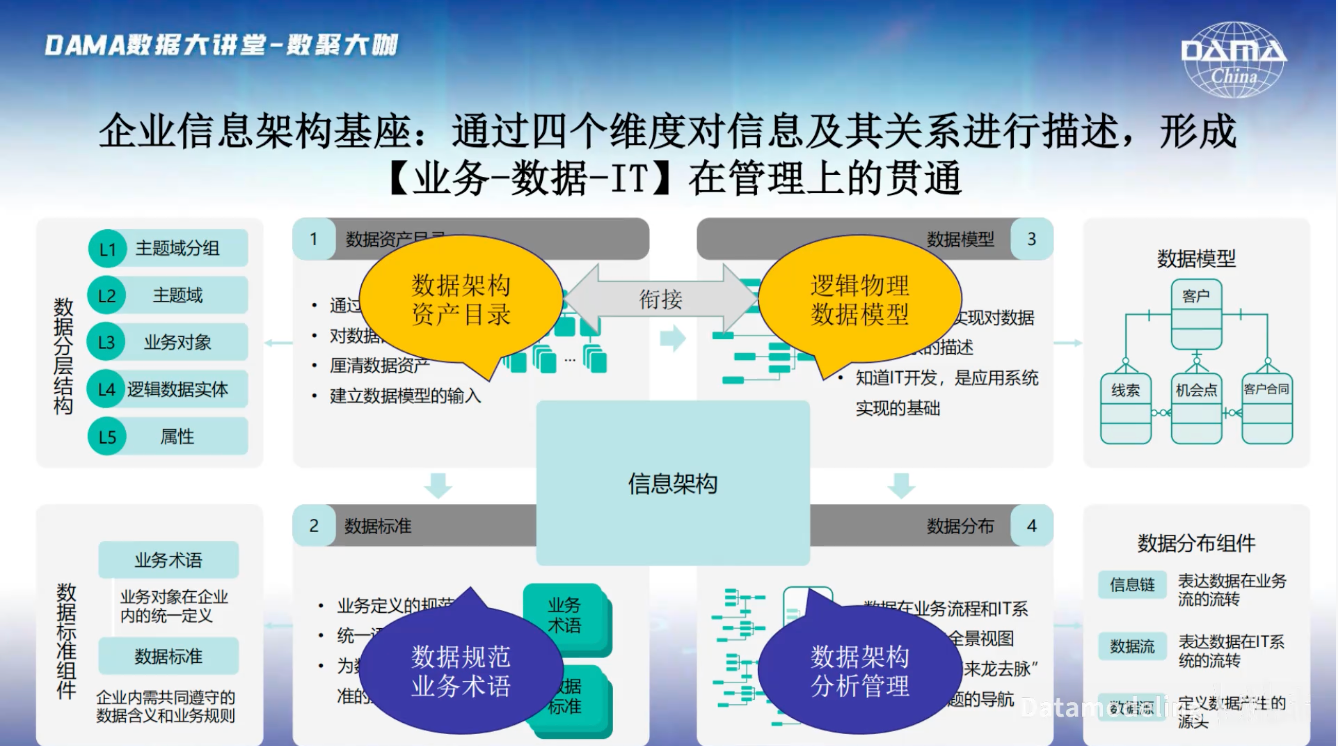 DAMA数据大讲堂-数聚大咖
DAMA
China
企业信息架构基座：通过四个维度对信息及其关系进行描述，形成
【业务-数据-IT】在管理上的贯通
数据分层结构
L1 主题域分组
L2 主题域
L3 业务对象
L4 逻辑数据实体
L5 属性
1 数据资产目录
数据架构
资产目录
• 通过
• 对数据
• 厘清数据资产
• 建立数据模型的输入
...
衔接
数据模型 3
逻辑物理
数据模型
实现对数据
的描述
• 知道IT开发，是应用系统
实现的基础
数据模型
客户
线索
机会点
客户合同
信息架构
数据标准组件
业务术语
业务对象在企业
内的统一定义
数据标准
企业内需共同遵守的
数据含义和业务规则
2 数据标准
• 业务定义的规范
• 统一
• 为
准的
业务
术语
数据
标准
数据规范
业务术语
数据分布 4
数据在业务流程和IT系
全景视图
来龙去脉”
题的导航
数据架构
分析管理
数据分布组件
信息链
表达数据在业务
流的流转
数据流
表达数据在IT系
统的流转
数据源
定义数据产生的
源头
Datamodeling